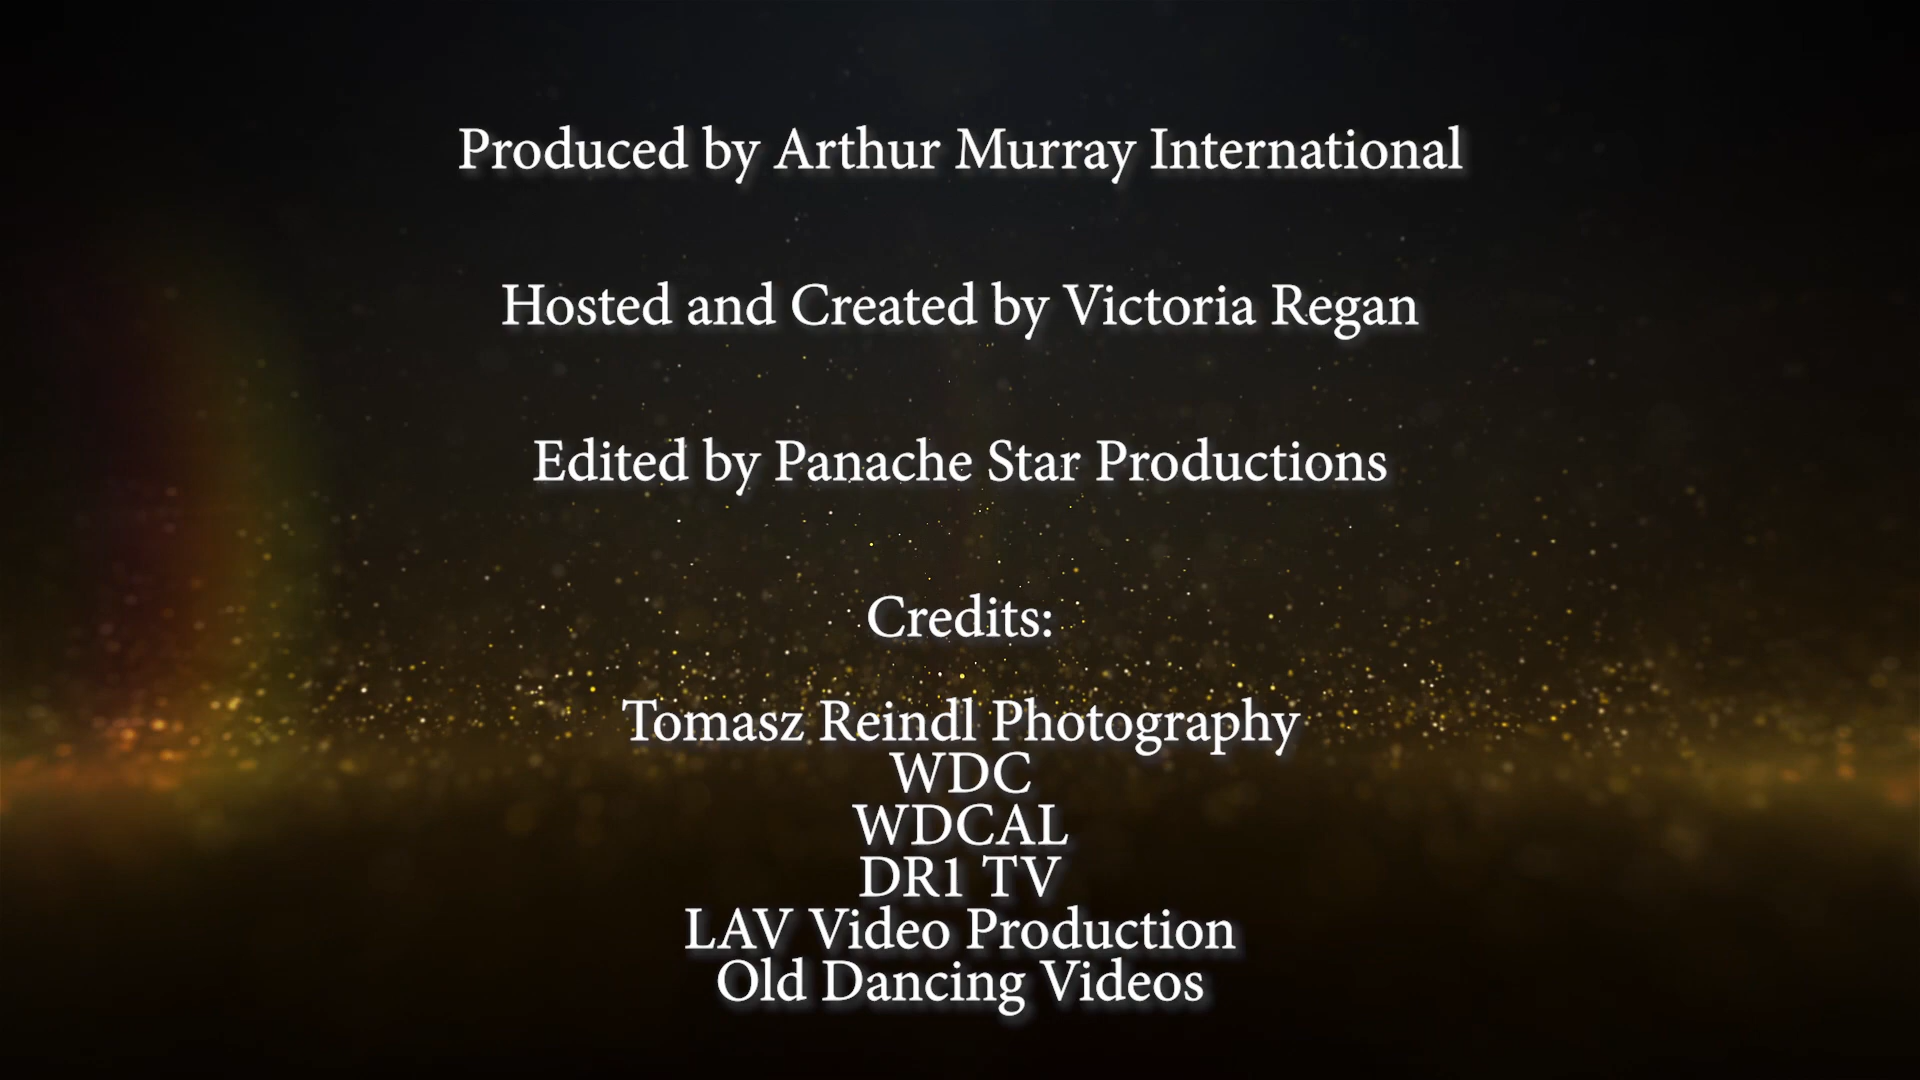 Produced by Arthur Murray International
Hosted and Created by Victoria Regan
Edited by Panache Star Productions
Credits:
Tomasz Reindl Photography
WDC
WDCAL
DR1 TV
LAV Video Production
Old Dancing Videos